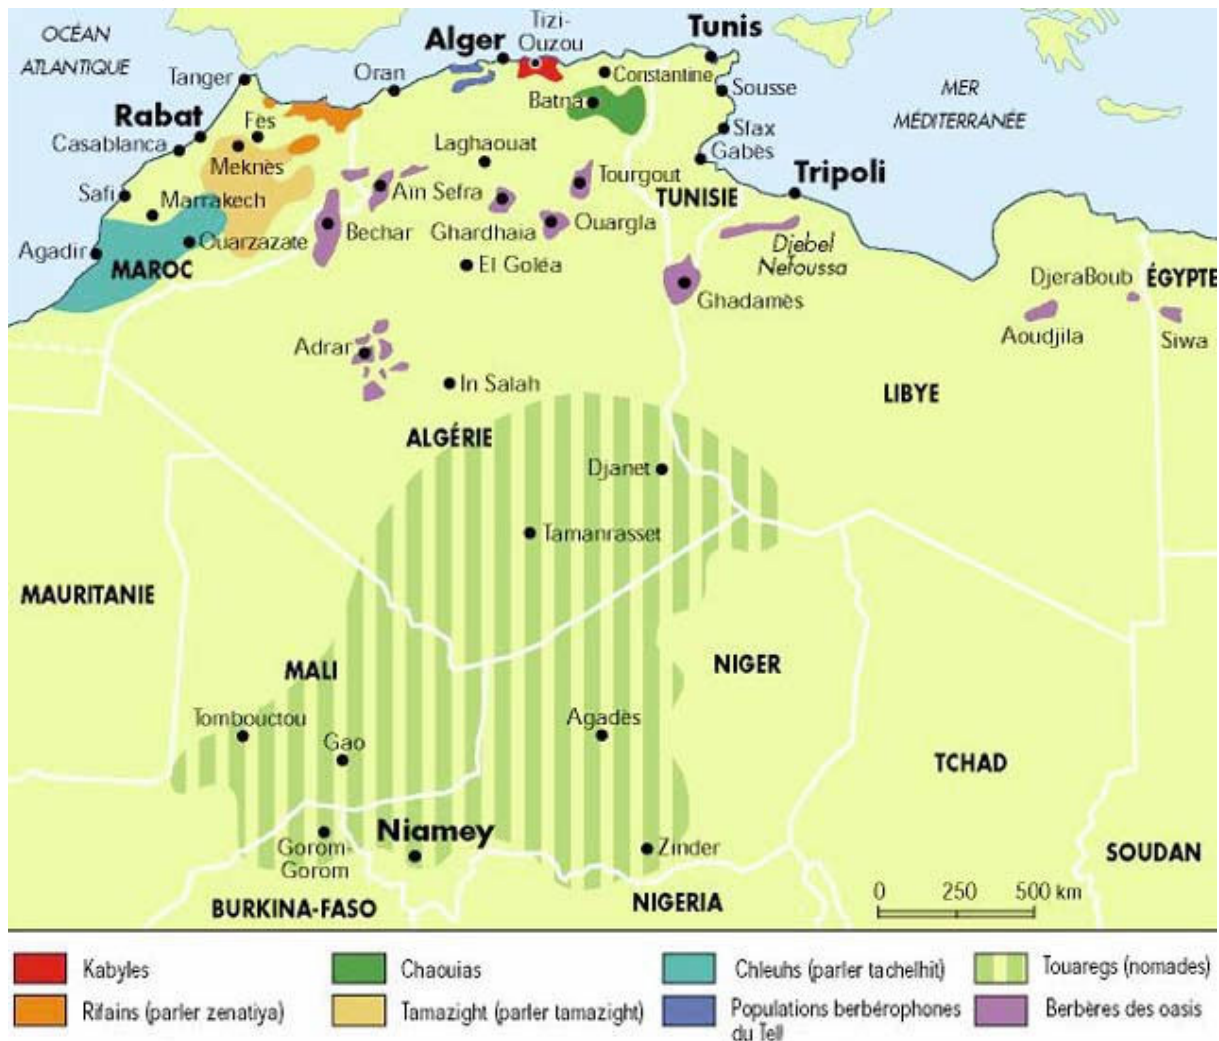 OCÉAN
ATLANTIQUE
Tanger
Rabat
Casablanca
Fès
Meknès
Safi
Marrakech
Agadir
Ouarzazate
MAROC
Oran
Alger
Tizi-
Ouzou
Constantine
Batna
Tunis
Sousse
Sfax
Gabès
Tripoli
MER
MÉDITERRANÉE
Laghaouat
Tourgout
TUNISIE
Aïn Sefra
Bechar
Ghardhaia
Ouargla
El Goléa
Djebel
Nefoussa
Ghadamès
DjeraBoub
ÉGYPTE
Aoudjila
Siwa
Adrar
In Salah
LIBYE
ALGÉRIE
Djanet
Tamanrasset
MAURITANIE
MALI
NIGER
Tombouctou
Gao
Agadès
TCHAD
Niamey
Gorom-
Gorom
Zinder
SOUDAN
BURKINA-FASO
NIGERIA
0 250 500 km
Kabyles
Chaouias
Chleuhs (parler tachelhit)
Touaregs (nomades)
Rifains (parler zenatiya)
Tamazight (parler tamazight)
Populations berbérophones
du Tell
Berbères des oasis